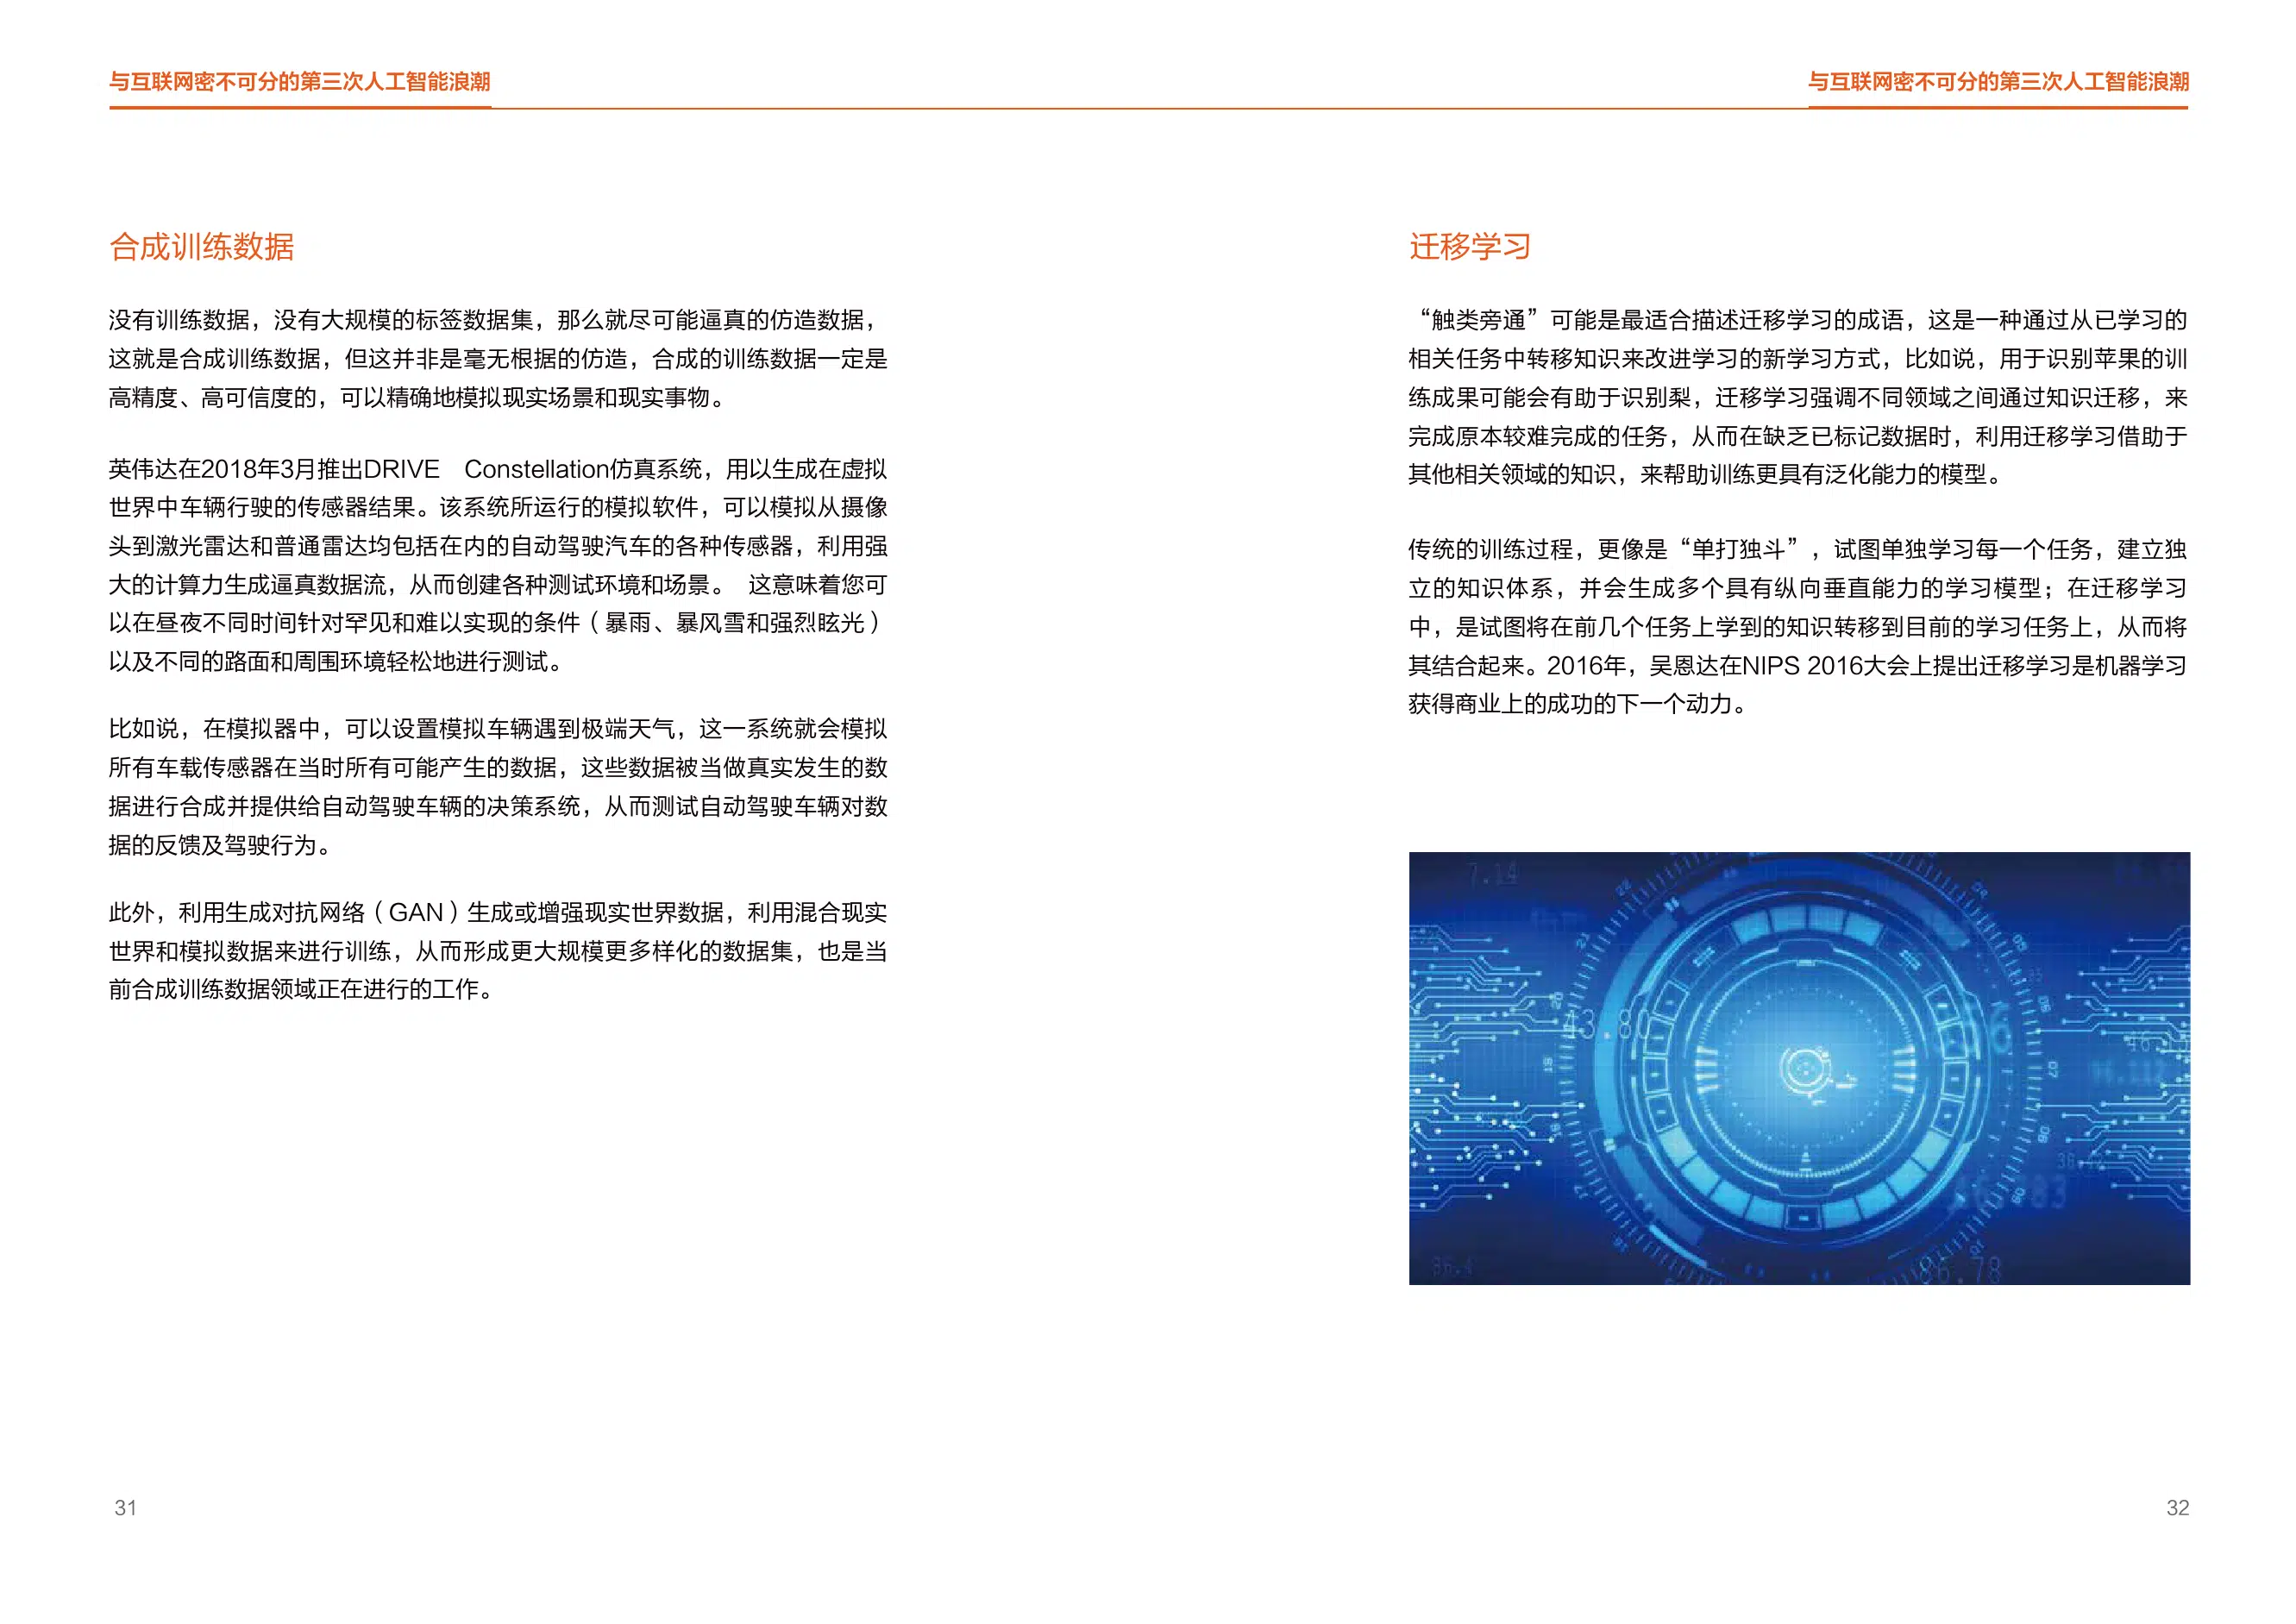 与互联网密不可分的第三次人工智能浪潮
与互联网密不可分的第三次人工智能浪潮
合成训练数据
没有训练数据，没有大规模的标签数据集，那么就尽可能逼真的仿造数据，
这就是合成训练数据，但这并非是毫无根据的仿造，合成的训练数据一定是
高精度、高可信度的，可以精确地模拟现实场景和现实事物。
英伟达在2018年3月推出DRIVE Constellation仿真系统，用以生成在虚拟
世界中车辆行驶的传感器结果。该系统所运行的模拟软件，可以模拟从摄像
头到激光雷达和普通雷达均包括在内的自动驾驶汽车的各种传感器，利用强
大的计算力生成逼真数据流，从而创建各种测试环境和场景。 这意味着您可
以在昼夜不同时间针对罕见和难以实现的条件（暴雨、暴风雪和强烈眩光）
以及不同的路面和周围环境轻松地进行测试。
比如说，在模拟器中，可以设置模拟车辆遇到极端天气，这一系统就会模拟
所有车载传感器在当时所有可能产生的数据，这些数据被当做真实发生的数
据进行合成并提供给自动驾驶车辆的决策系统，从而测试自动驾驶车辆对数
据的反馈及驾驶行为。
此外，利用生成对抗网络（GAN）生成或增强现实世界数据，利用混合现实
世界和模拟数据来进行训练，从而形成更大规模更多样化的数据集，也是当
前合成训练数据领域正在进行的工作。
31
迁移学习
“触类旁通”可能是最适合描述迁移学习的成语，这是一种通过从已学习的
相关任务中转移知识来改进学习的新学习方式，比如说，用于识别苹果的训
练成果可能会有助于识别梨，迁移学习强调不同领域之间通过知识迁移，来
完成原本较难完成的任务，从而在缺乏已标记数据时，利用迁移学习借助于
其他相关领域的知识，来帮助训练更具有泛化能力的模型。
传统的训练过程，更像是“单打独斗”，试图单独学习每一个任务，建立独
立的知识体系，并会生成多个具有纵向垂直能力的学习模型；在迁移学习
中，是试图将在前几个任务上学到的知识转移到目前的学习任务上，从而将
其结合起来。2016年，吴恩达在NIPS 2016大会上提出迁移学习是机器学习
获得商业上的成功的下一个动力。
7.14
22
21
20
19
18
17
05
06
07
09
86.78
32